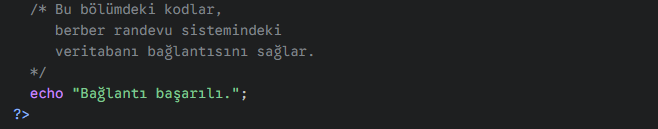 /* Bu bölümdeki kodlar,
berber randevu sistemindeki
veritabanı bağlantısını sağlar.
*/
echo "Bağlantı başarılı.";
?>